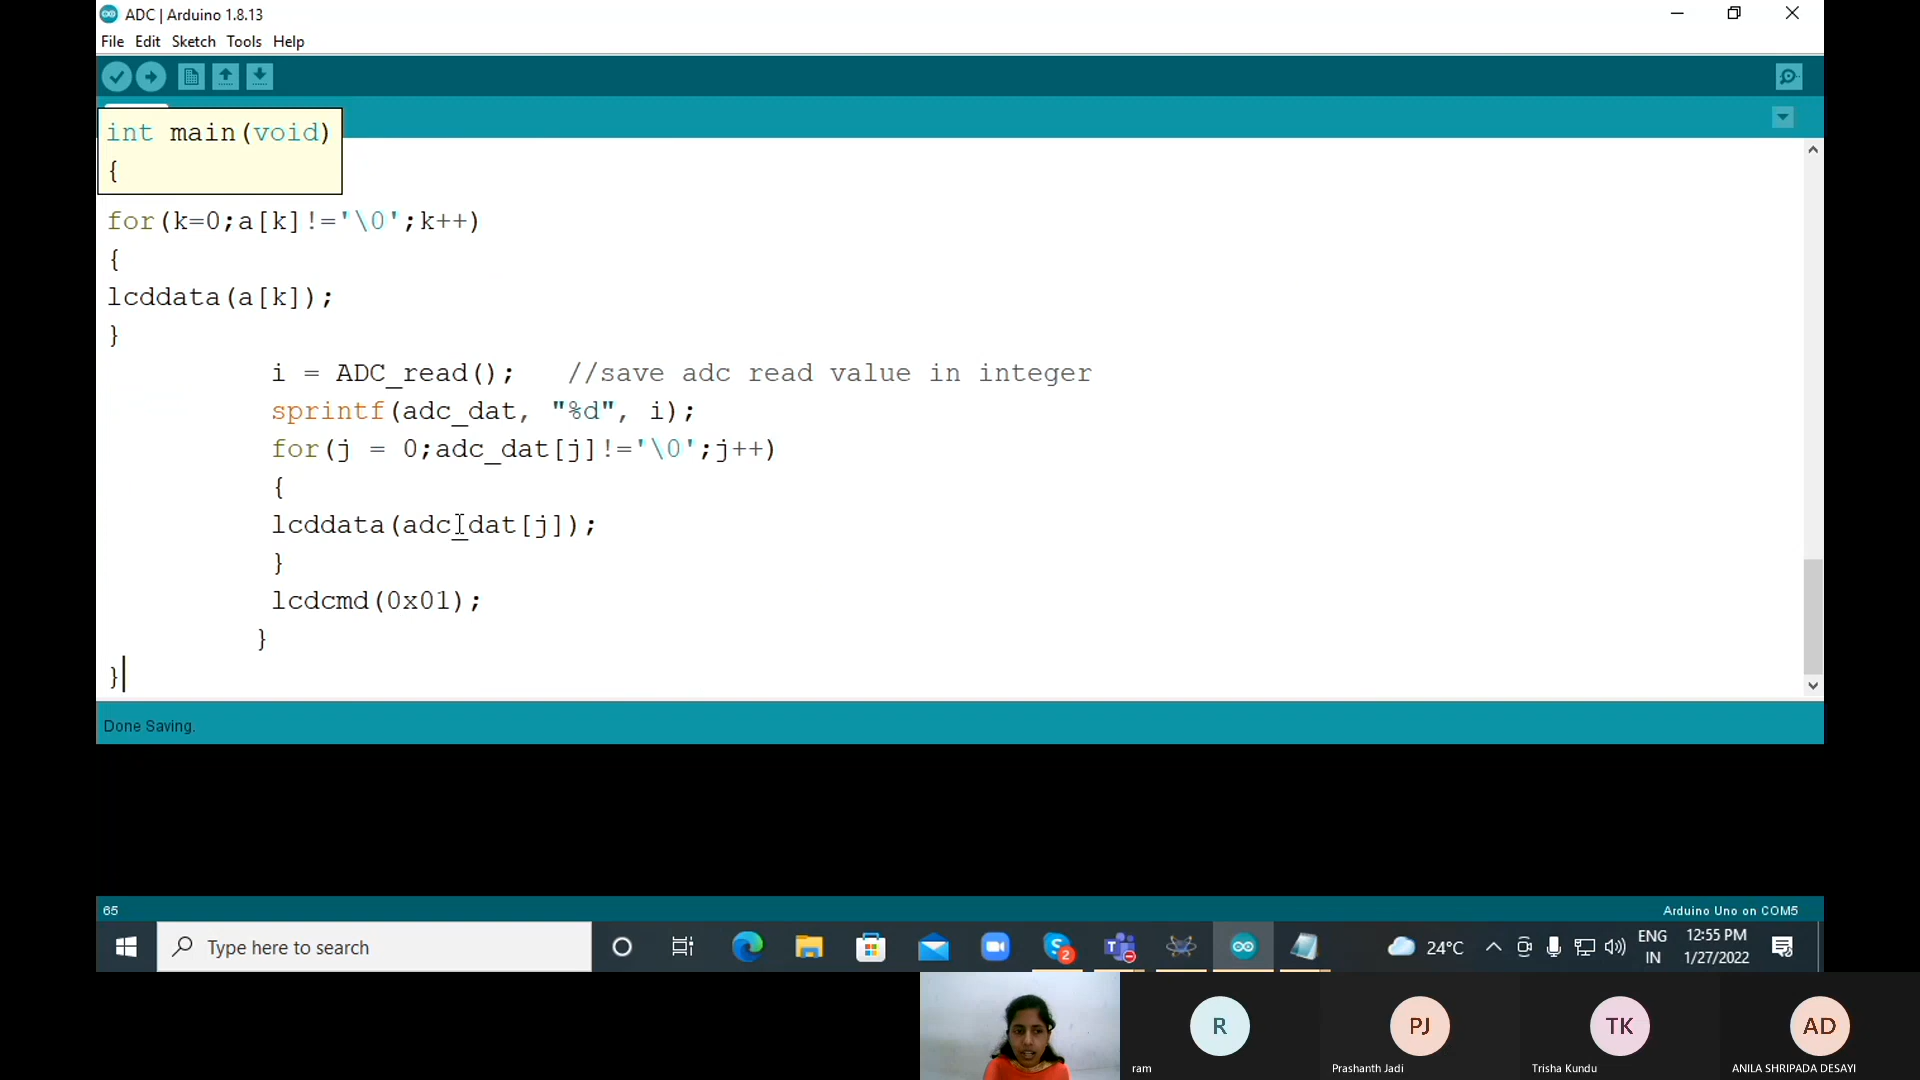 ADC | Arduino 1.8.13
File Edit Sketch Tools Help
int main(void)
{
for(k=0;a[k]!='\0';k++)
{
lcddata(a[k]);
}
i = ADC_read(); //save adc read value in integer
sprintf(adc_dat, "%d", i);
for(j = 0;adc_dat[j]!='\0';j++)
{
lcddata(adc_dat[j]);
}
lcdcmd(0x01);
}
}
Done Saving.
65 Arduino Uno on COM5
Type here to search
2
24°C
ENG
IN
12:55 PM
1/27/2022
R PJ TK AD
ram Prashanth Jadi Trisha Kundu ANILA SHRIPADA DESAYI